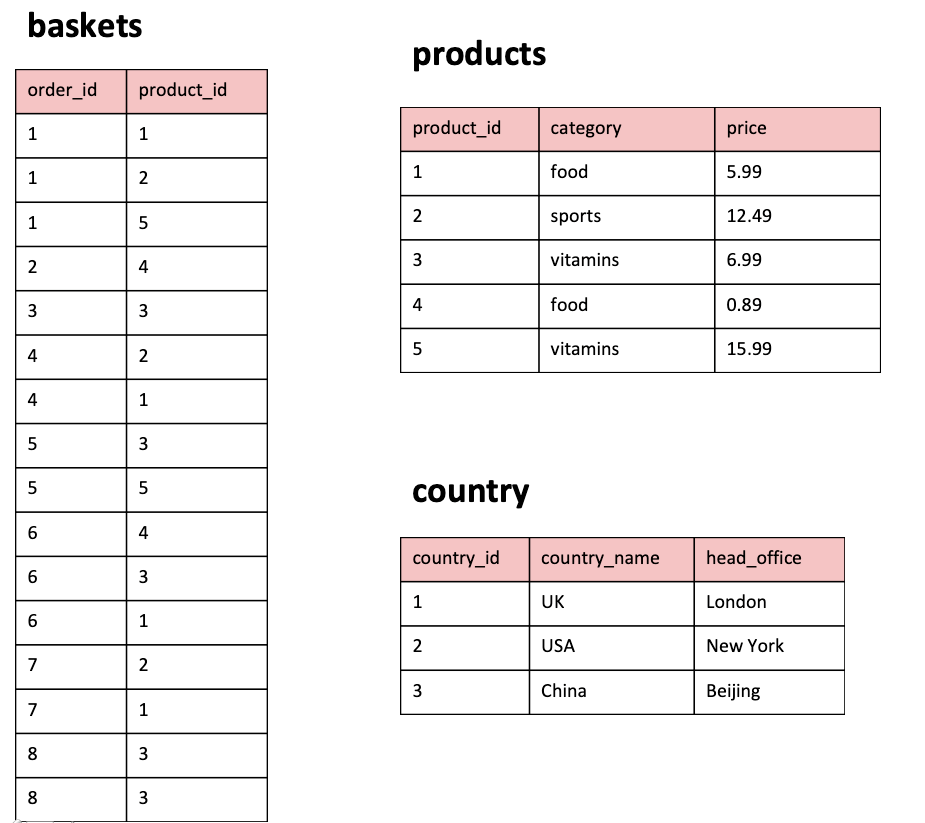 baskets
order_id product_id
1 1
1 2
1 5
2 4
3 3
4 2
4 1
5 3
5 5
6 4
6 3
6 1
7 2
7 1
8 3
8 3
products
product_id category price
1 food 5.99
2 sports 12.49
3 vitamins 6.99
4 food 0.89
5 vitamins 15.99
country
country_id country_name head_office
1 UK London
2 USA New York
3 China Beijing